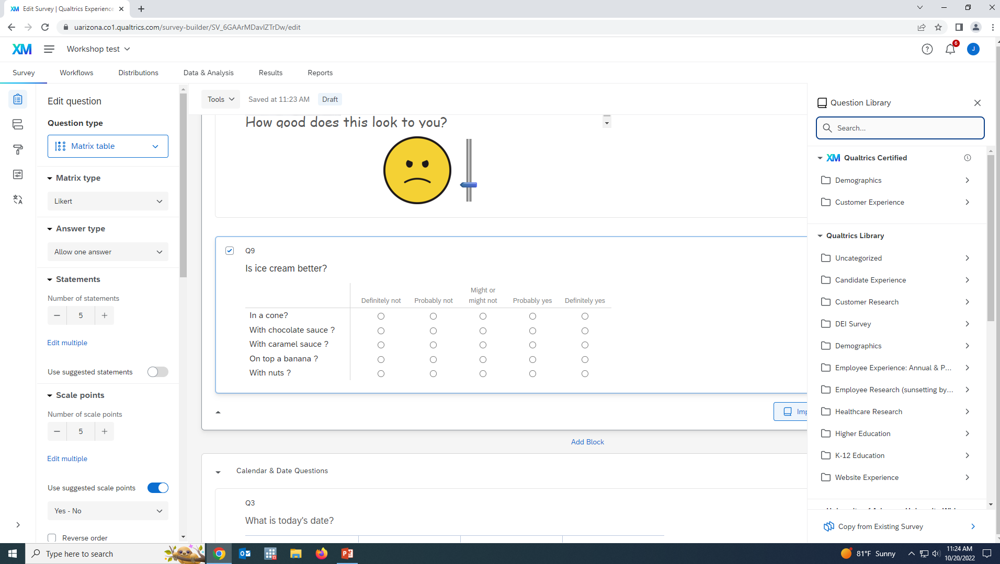 XM Edit Survey | Qualtrics Experience
uarizona.co1.qualtrics.com/survey-builder/SV_6GAArMDavIZTrDw/edit
XM Workshop test
6
J
Survey Workflows Distributions Data & Analysis Results Reports
Edit question
Question type
Matrix table
Matrix type
Likert
Answer type
Allow one answer
Statements
Number of statements
5
Edit multiple
Use suggested statements
Scale points
Number of scale points
5
Edit multiple
Use suggested scale points
Yes - No
Reverse order
Tools Saved at 11:23 AM Draft
How good does this look to you?
Q9
Is ice cream better?
Might or
Definitely not Probably not might not Probably yes Definitely yes
In a cone?
With chocolate sauce ?
With caramel sauce ?
On top a banana ?
With nuts ?
Imp
Add Block
Calendar & Date Questions
Q3
What is today's date?
Question Library
Search...
XM Qualtrics Certified
Demographics
Customer Experience
Qualtrics Library
Uncategorized
Candidate Experience
Customer Research
DEI Survey
Demographics
Employee Experience: Annual & P...
Employee Research (sunsetting by...
Healthcare Research
Higher Education
K-12 Education
Website Experience
Copy from Existing Survey
Type here to search
13
81°F Sunny
11:24 AM
10/20/2022